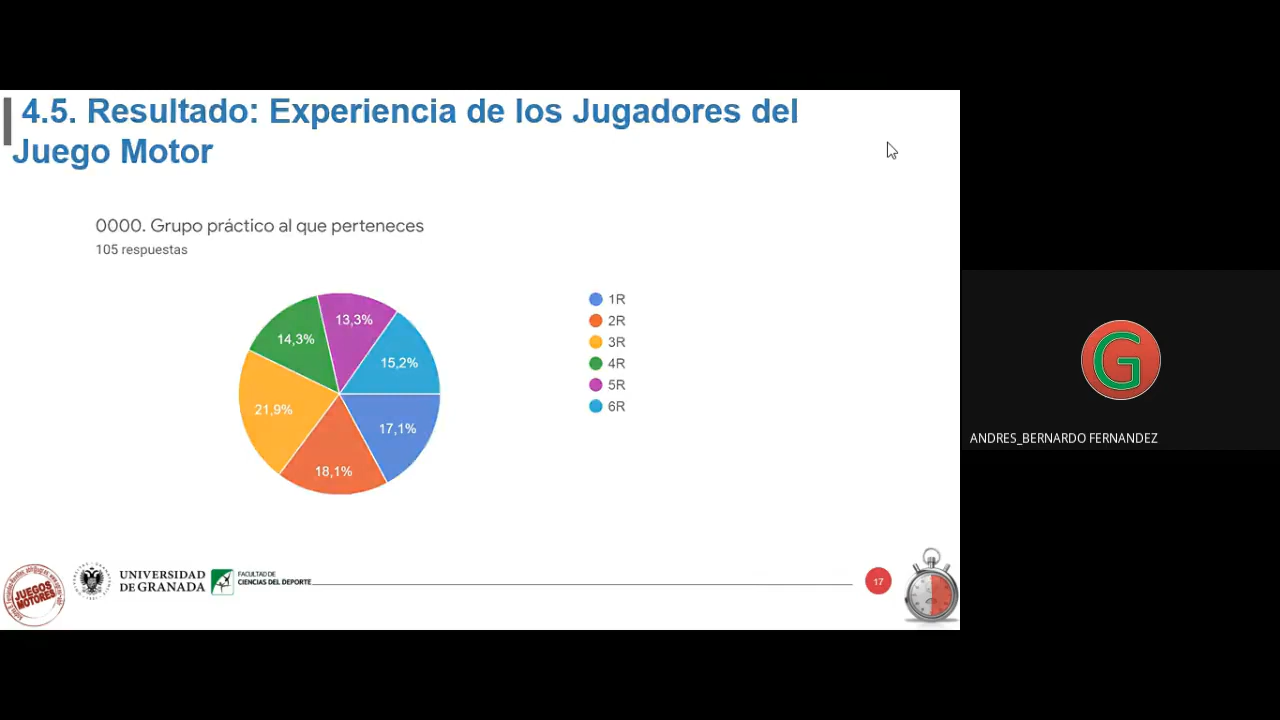 4.5. Resultado: Experiencia de los Jugadores del
Juego Motor
0000. Grupo práctico al que perteneces
105 respuestas
13,3%
14,3%
15,2%
21,9%
17,1%
18,1%
1R
2R
3R
4R
5R
6R
G
ANDRES_BERNARDO FERNANDEZ
JUEGOS
MOTORES
UNIVERSIDAD
DE GRANADA
FACULTAD DE
CIENCIAS DEL DEPORTE
17